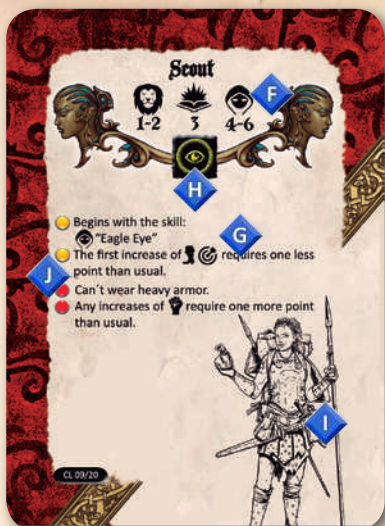 Scout
F
1-2 3 4-6
H
Begins with the skill:
"Eagle Eye"
G
The first increase of requires one less
point than usual.
J
Can´t wear heavy armor.
Any increases of require one more point
than usual.
I
CL 09/20